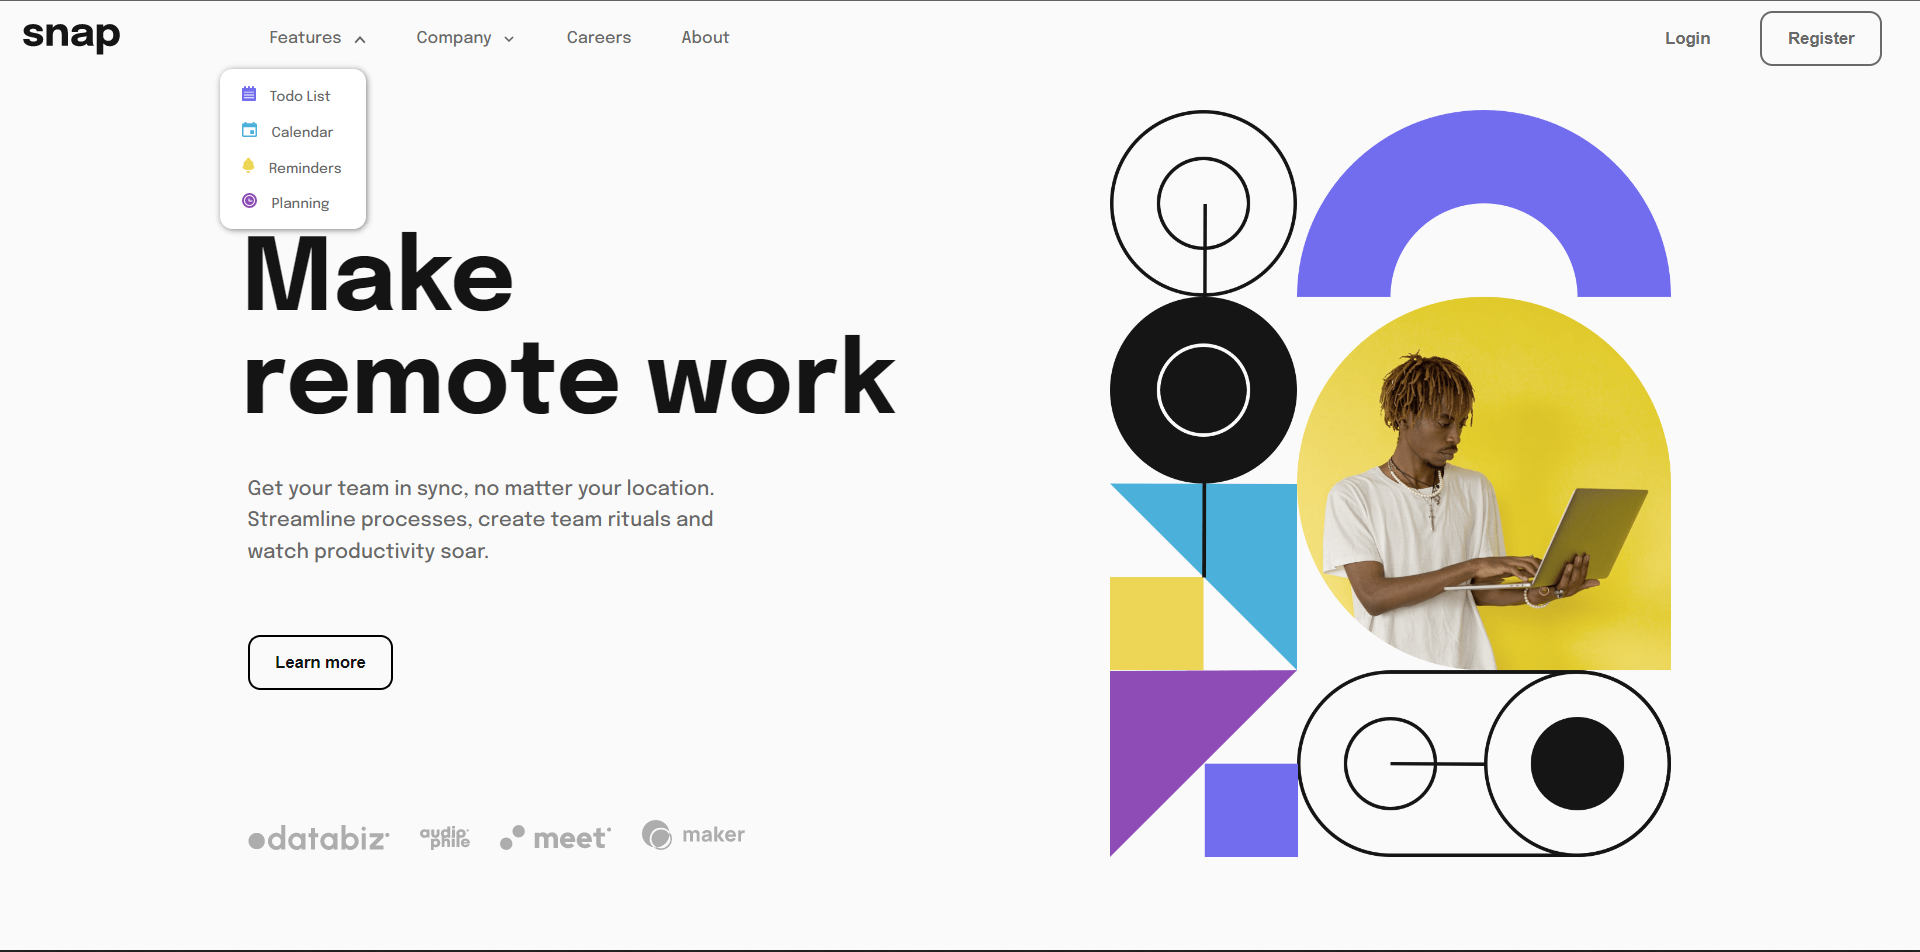 snap
Features
Company
Careers
About
Login
Register
Todo List
Calendar
Reminders
Planning
Make
remote work
Get your team in sync, no matter your location.
Streamline processes, create team rituals and
watch productivity soar.
Learn more
databiz
audio
phile
meet
maker